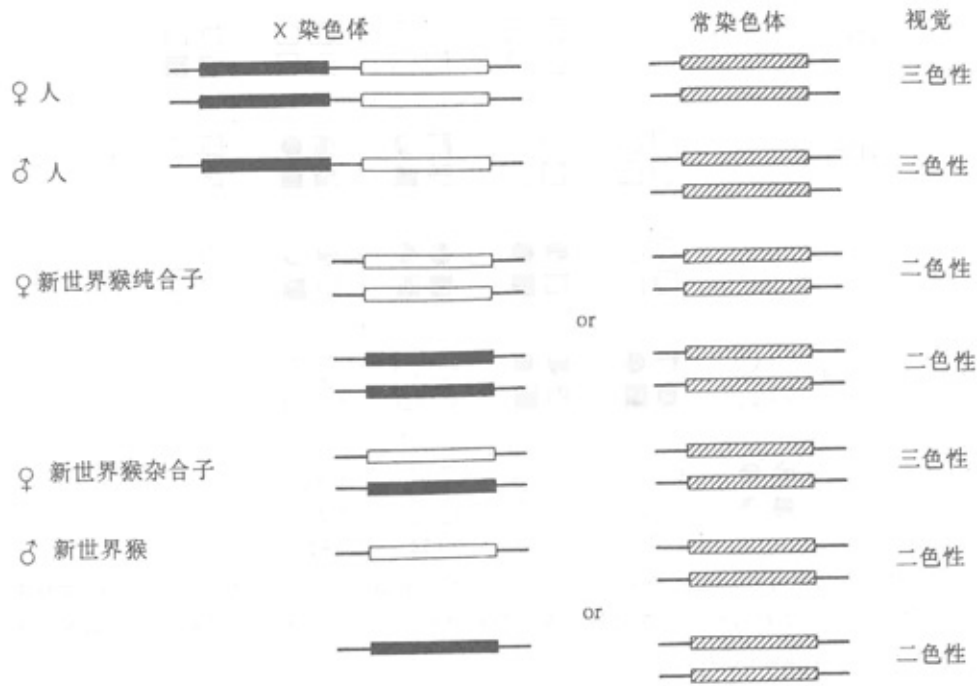 X 染色体 常染色体 视觉
♀ 人 三色性
♂ 人 三色性
♀ 新世界猴纯合子 二色性
or
二色性
♀ 新世界猴杂合子 三色性
♂ 新世界猴 二色性
or
二色性